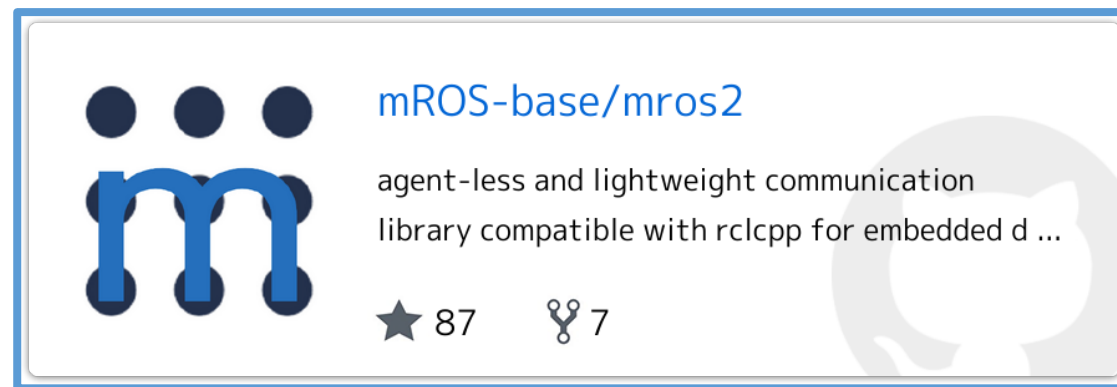 mROS-base/mros2
agent-less and lightweight communication
library compatible with rclcpp for embedded d ...
87 7